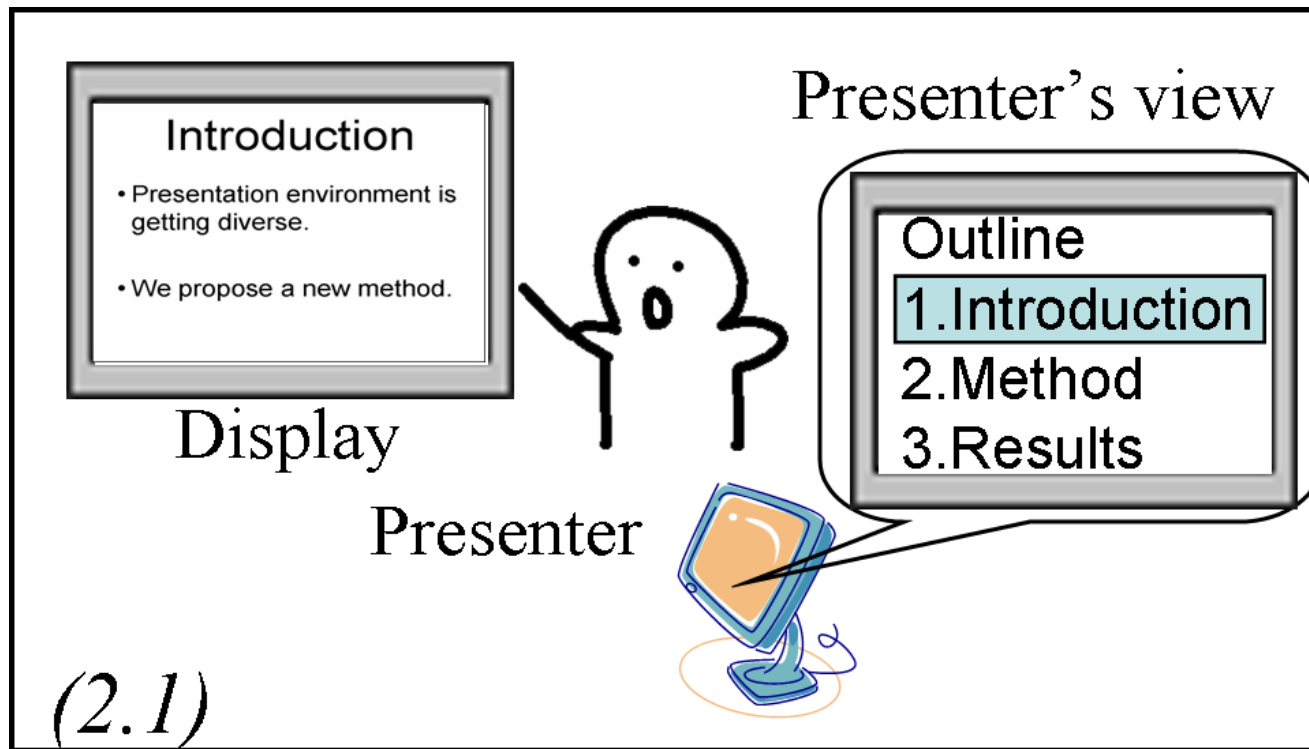 Introduction
• Presentation environment is
getting diverse.
• We propose a new method.
Display
Presenter
Presenter’s view
Outline
1.Introduction
2.Method
3.Results
(2.1)